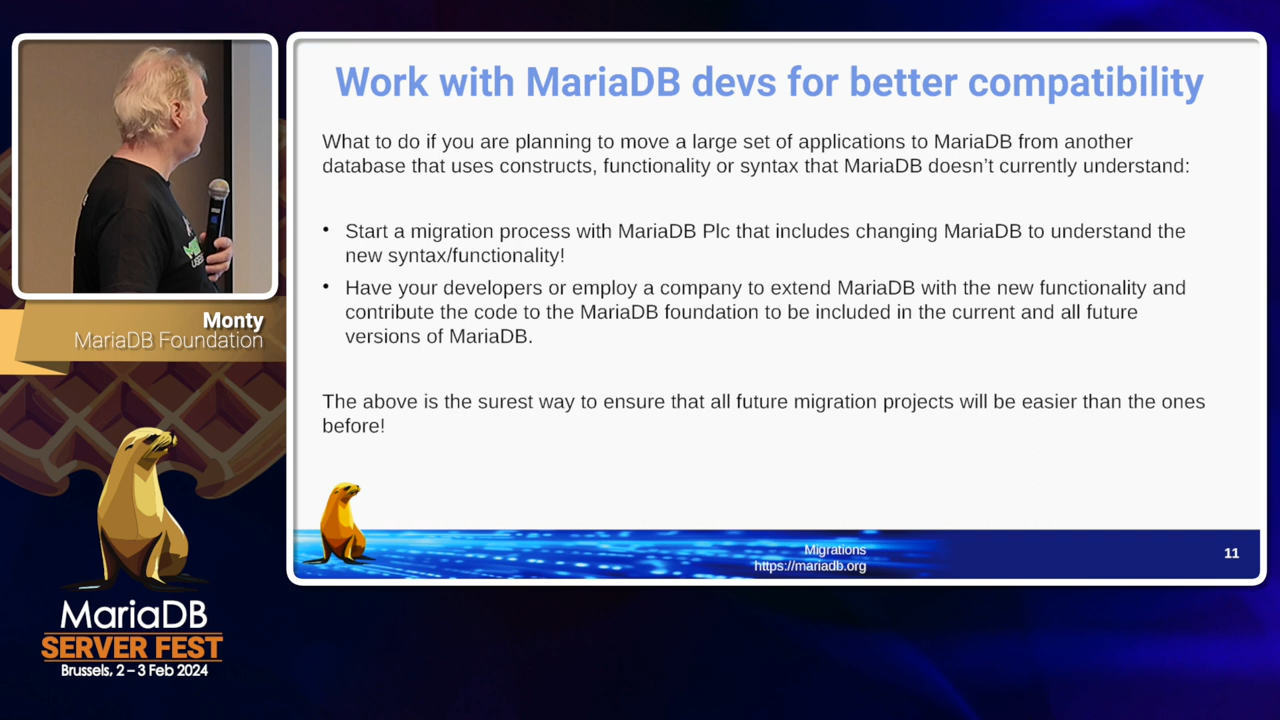 Work with MariaDB devs for better compatibility
What to do if you are planning to move a large set of applications to MariaDB from another
database that uses constructs, functionality or syntax that MariaDB doesn’t currently understand:
• Start a migration process with MariaDB Plc that includes changing MariaDB to understand the
new syntax/functionality!
• Have your developers or employ a company to extend MariaDB with the new functionality and
contribute the code to the MariaDB foundation to be included in the current and all future
versions of MariaDB.
The above is the surest way to ensure that all future migration projects will be easier than the ones
before!
Migrations
https://mariadb.org
11
Monty
MariaDB Foundation
MariaDB
SERVER FEST
Brussels, 2 – 3 Feb 2024